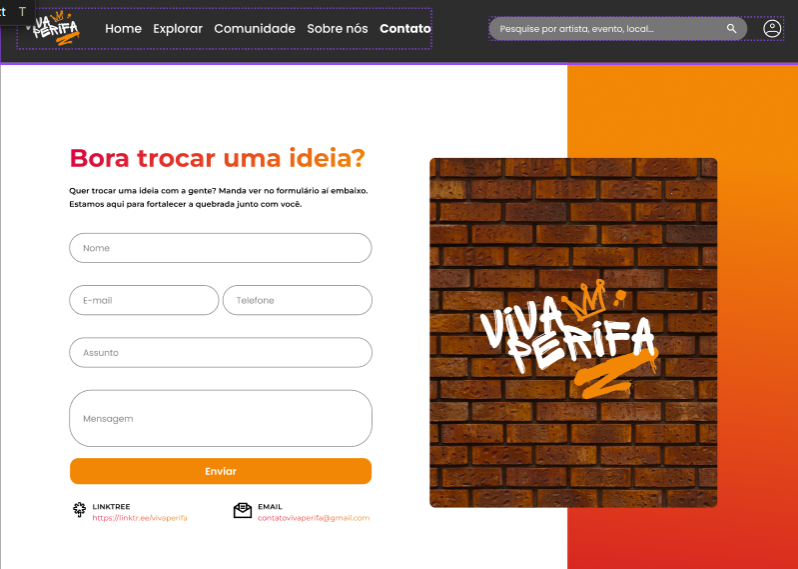 T
VIVA
PERIFA
Home Explorar Comunidade Sobre nós Contato
Pesquise por artista, evento, local...
Bora trocar uma ideia?
Quer trocar uma ideia com a gente? Manda ver no formulário aí embaixo.
Estamos aqui para fortalecer a quebrada junto com você.
Nome
E-mail Telefone
Assunto
Mensagem
Enviar
LINKTREE
https://linktr.ee/vivaperifa
EMAIL
contatovivaperifa@gmail.com
VIVA
PERIFA